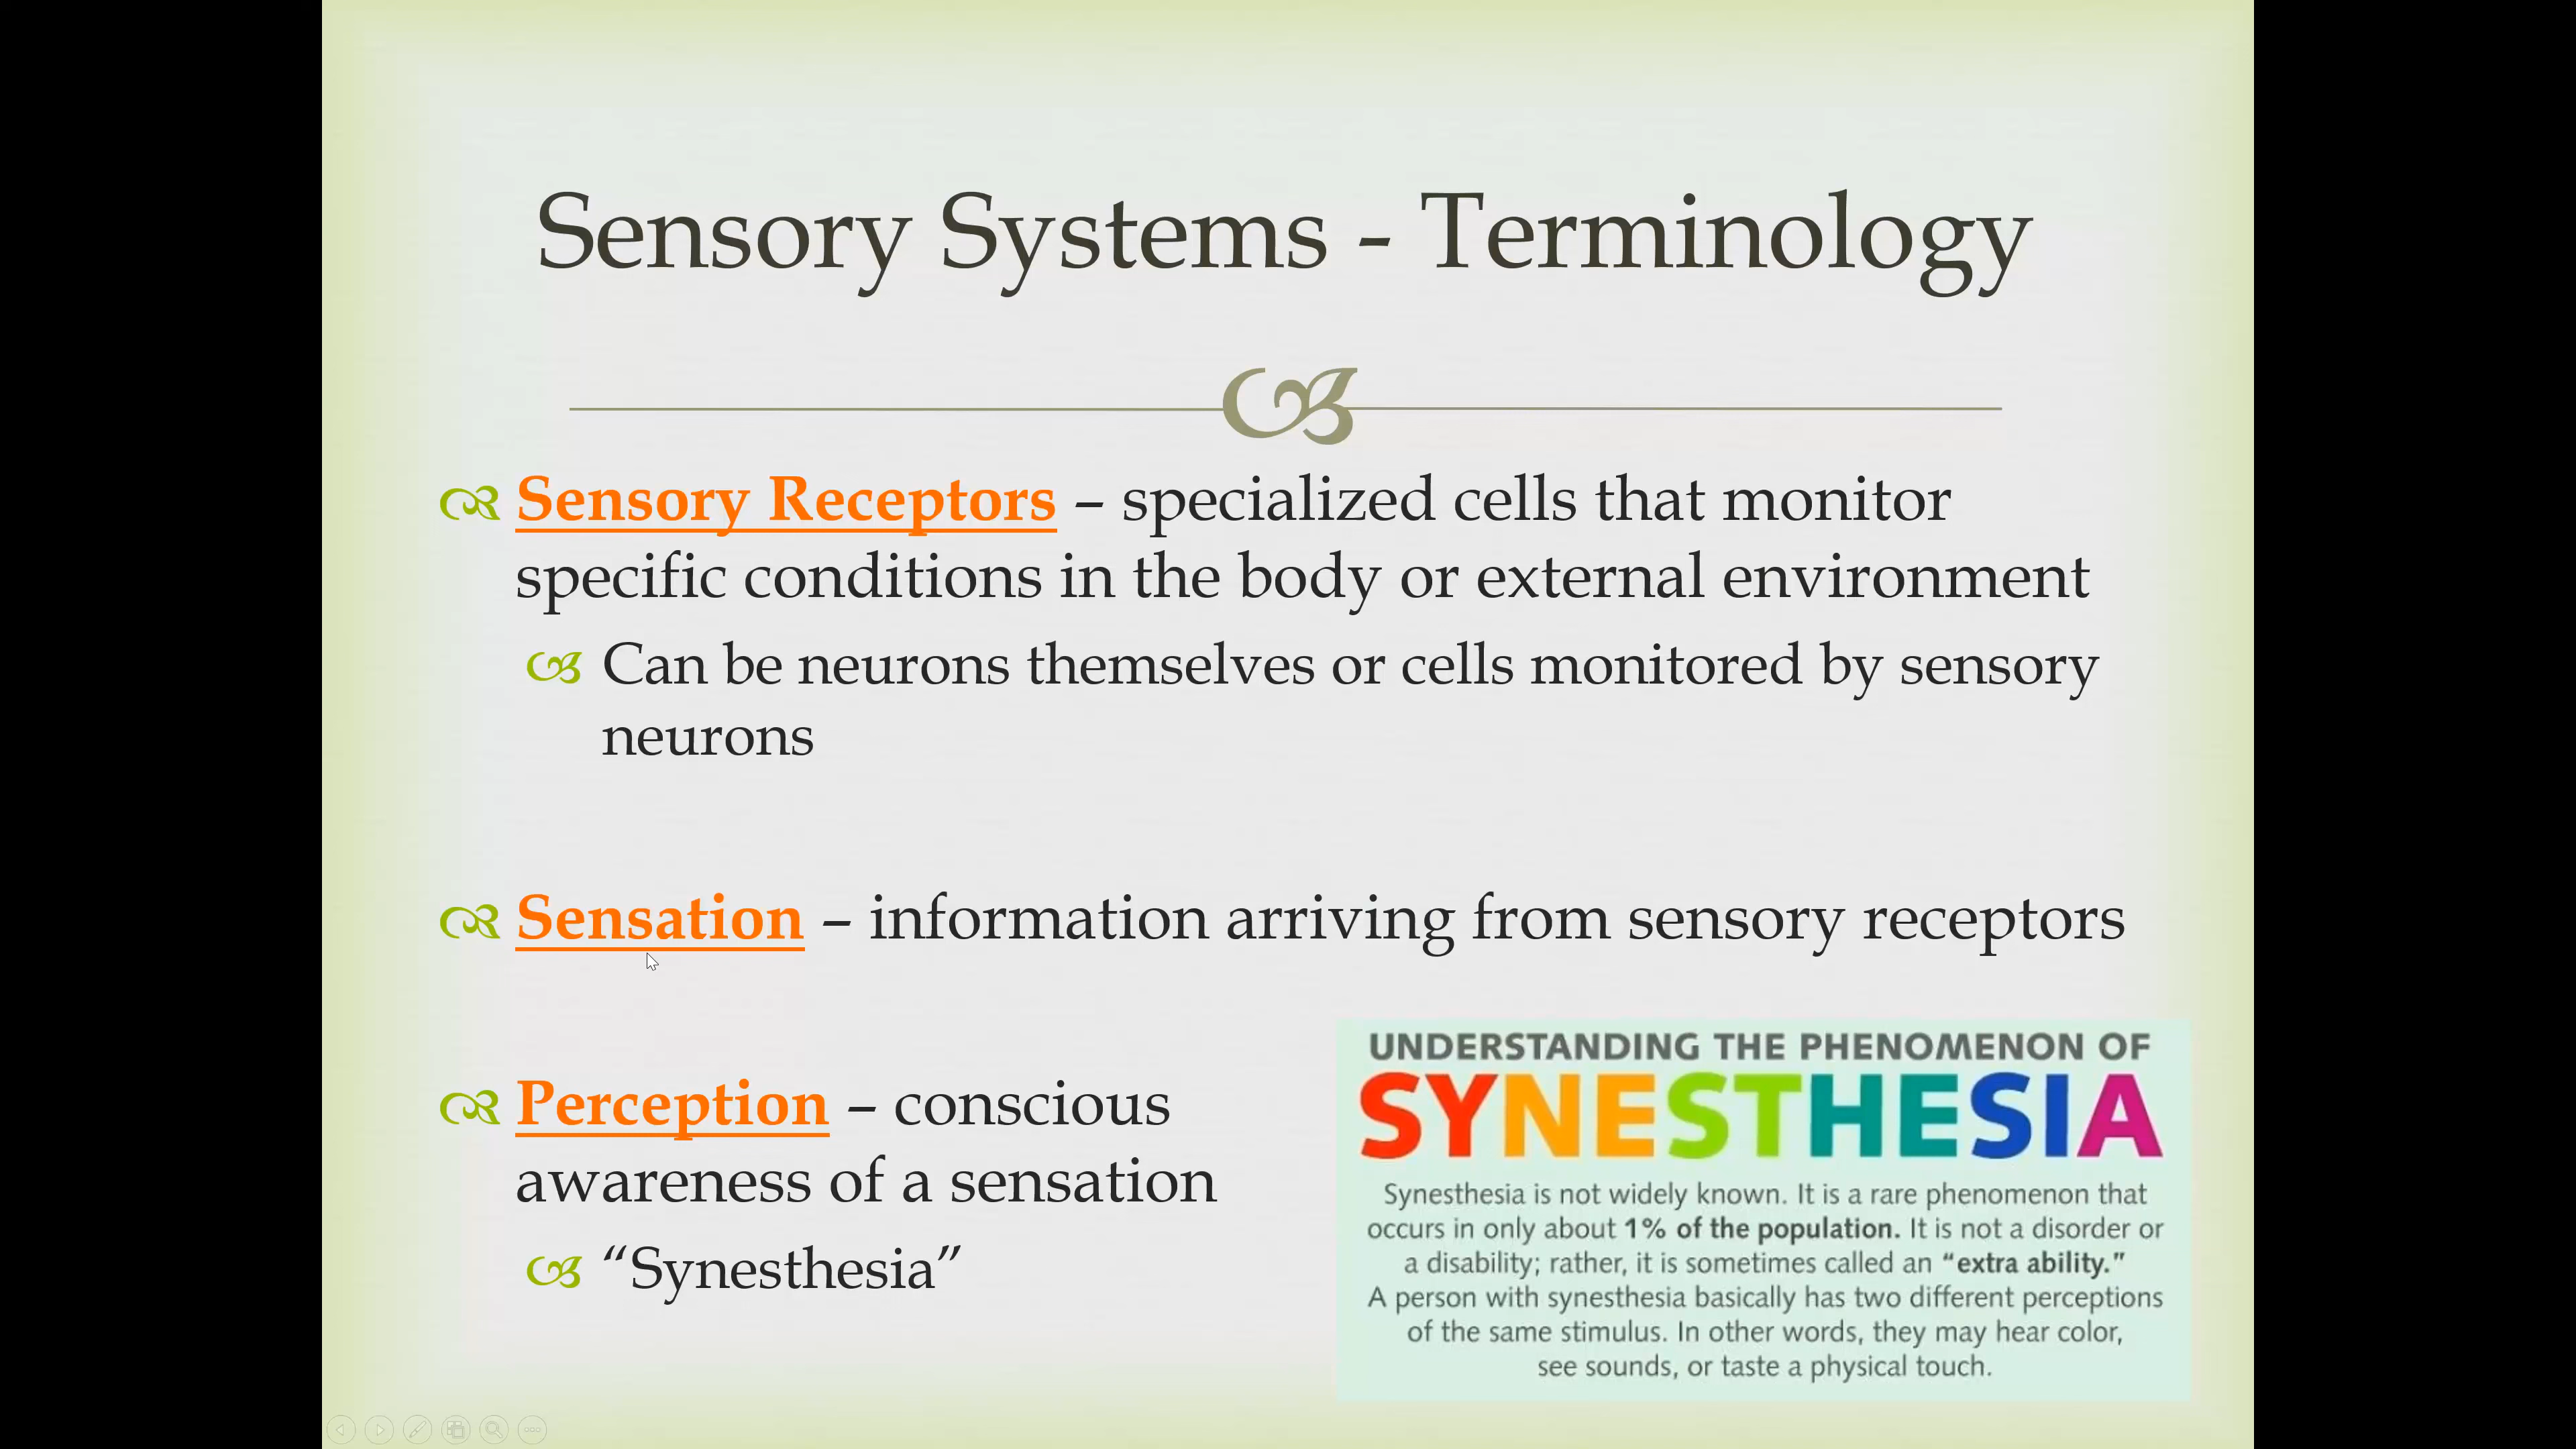 Sensory Systems - Terminology
Sensory Receptors – specialized cells that monitor
specific conditions in the body or external environment
Can be neurons themselves or cells monitored by sensory
neurons
Sensation – information arriving from sensory receptors
Perception – conscious
awareness of a sensation
“Synesthesia”
UNDERSTANDING THE PHENOMENON OF
SYNESTHESIA
Synesthesia is not widely known. It is a rare phenomenon that
occurs in only about 1% of the population. It is not a disorder or
a disability; rather, it is sometimes called an “extra ability.”
A person with synesthesia basically has two different perceptions
of the same stimulus. In other words, they may hear color,
see sounds, or taste a physical touch.